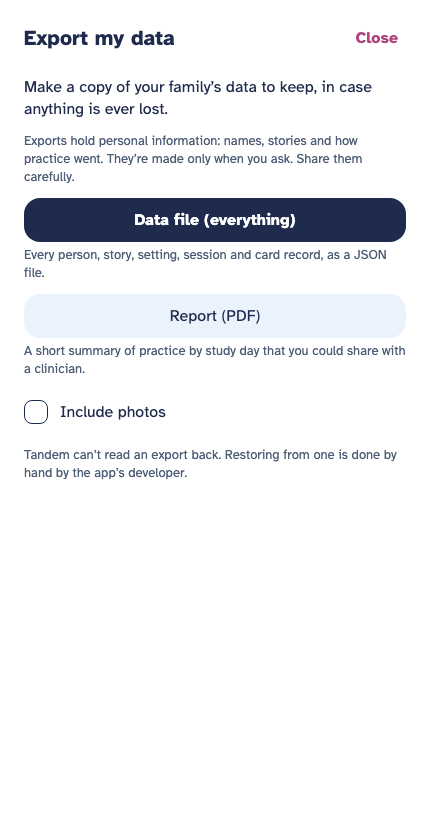 Export my data
Close
Make a copy of your family's data to keep, in case
anything is ever lost.
Exports hold personal information: names, stories and how
practice went. They're made only when you ask. Share them
carefully.
Data file (everything)
Every person, story, setting, session and card record, as a JSON
file.
Report (PDF)
A short summary of practice by study day that you could share with
a clinician.
Include photos
Tandem can't read an export back. Restoring from one is done by
hand by the app's developer.